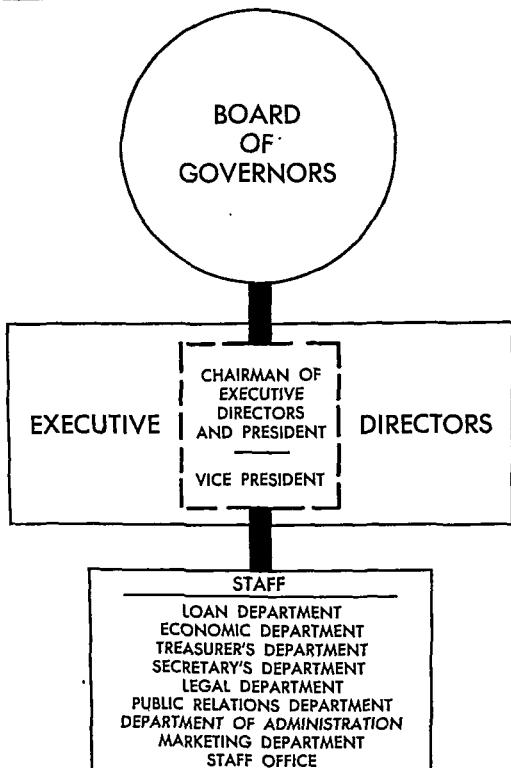 BOARD
OF
GOVERNORS
EXECUTIVE
CHAIRMAN OF
EXECUTIVE
DIRECTORS
AND PRESIDENT
VICE PRESIDENT
DIRECTORS
STAFF
LOAN DEPARTMENT
ECONOMIC DEPARTMENT
TREASURER'S DEPARTMENT
SECRETARY'S DEPARTMENT
LEGAL DEPARTMENT
PUBLIC RELATIONS DEPARTMENT
DEPARTMENT OF ADMINISTRATION
MARKETING DEPARTMENT
STAFF OFFICE